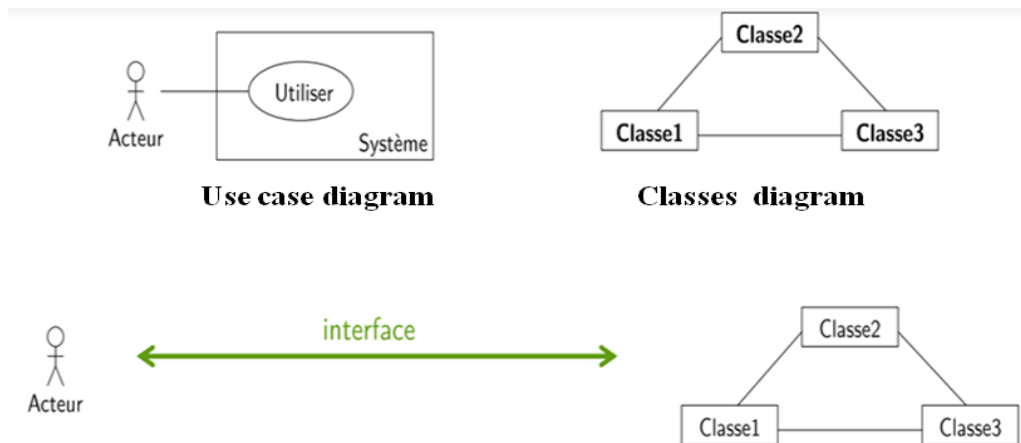 Classe2
Utiliser
Acteur
Système
Classe1
Classe3
Use case diagram
Classes diagram
interface
Classe2
Acteur
Classe1
Classe3